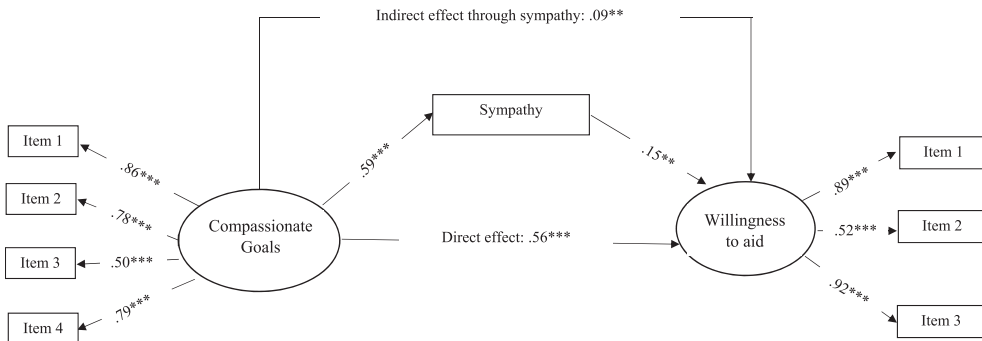 Indirect effect through sympathy: .09**
Sympathy
Item 1
.86***
.59***
.15**
.89***
Item 1
Item 2
.78***
Compassionate
Goals
Direct effect: .56***
Willingness
to aid
.52***
Item 2
Item 3
.50***
.92***
Item 3
.79***
Item 4